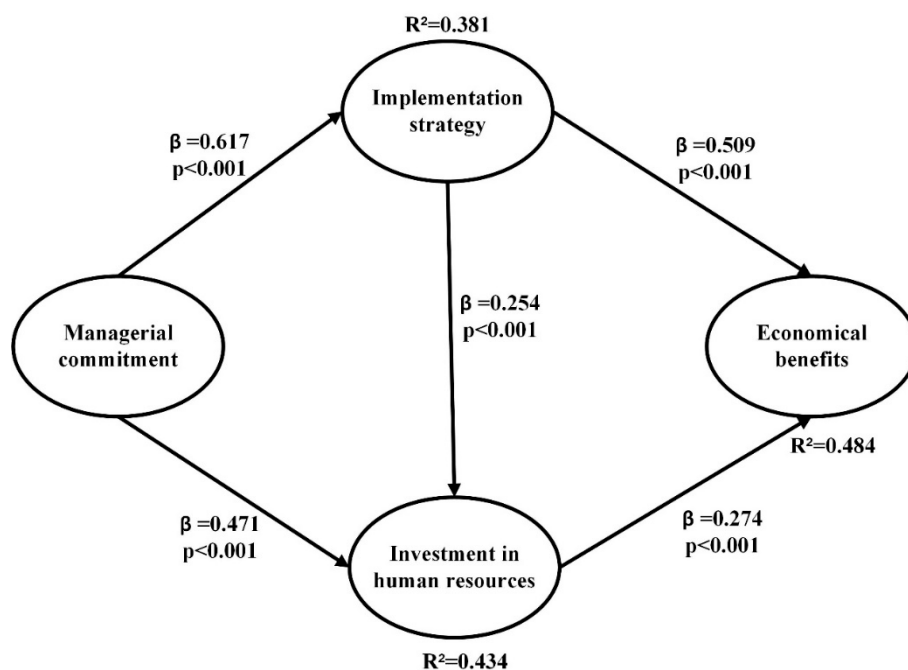 R²=0.381
Implementation
strategy
β =0.617
p<0.001
β =0.509
p<0.001
β =0.254
p<0.001
Managerial
commitment
Economical
benefits
R²=0.484
β =0.471
p<0.001
β =0.274
p<0.001
Investment in
human resources
R²=0.434